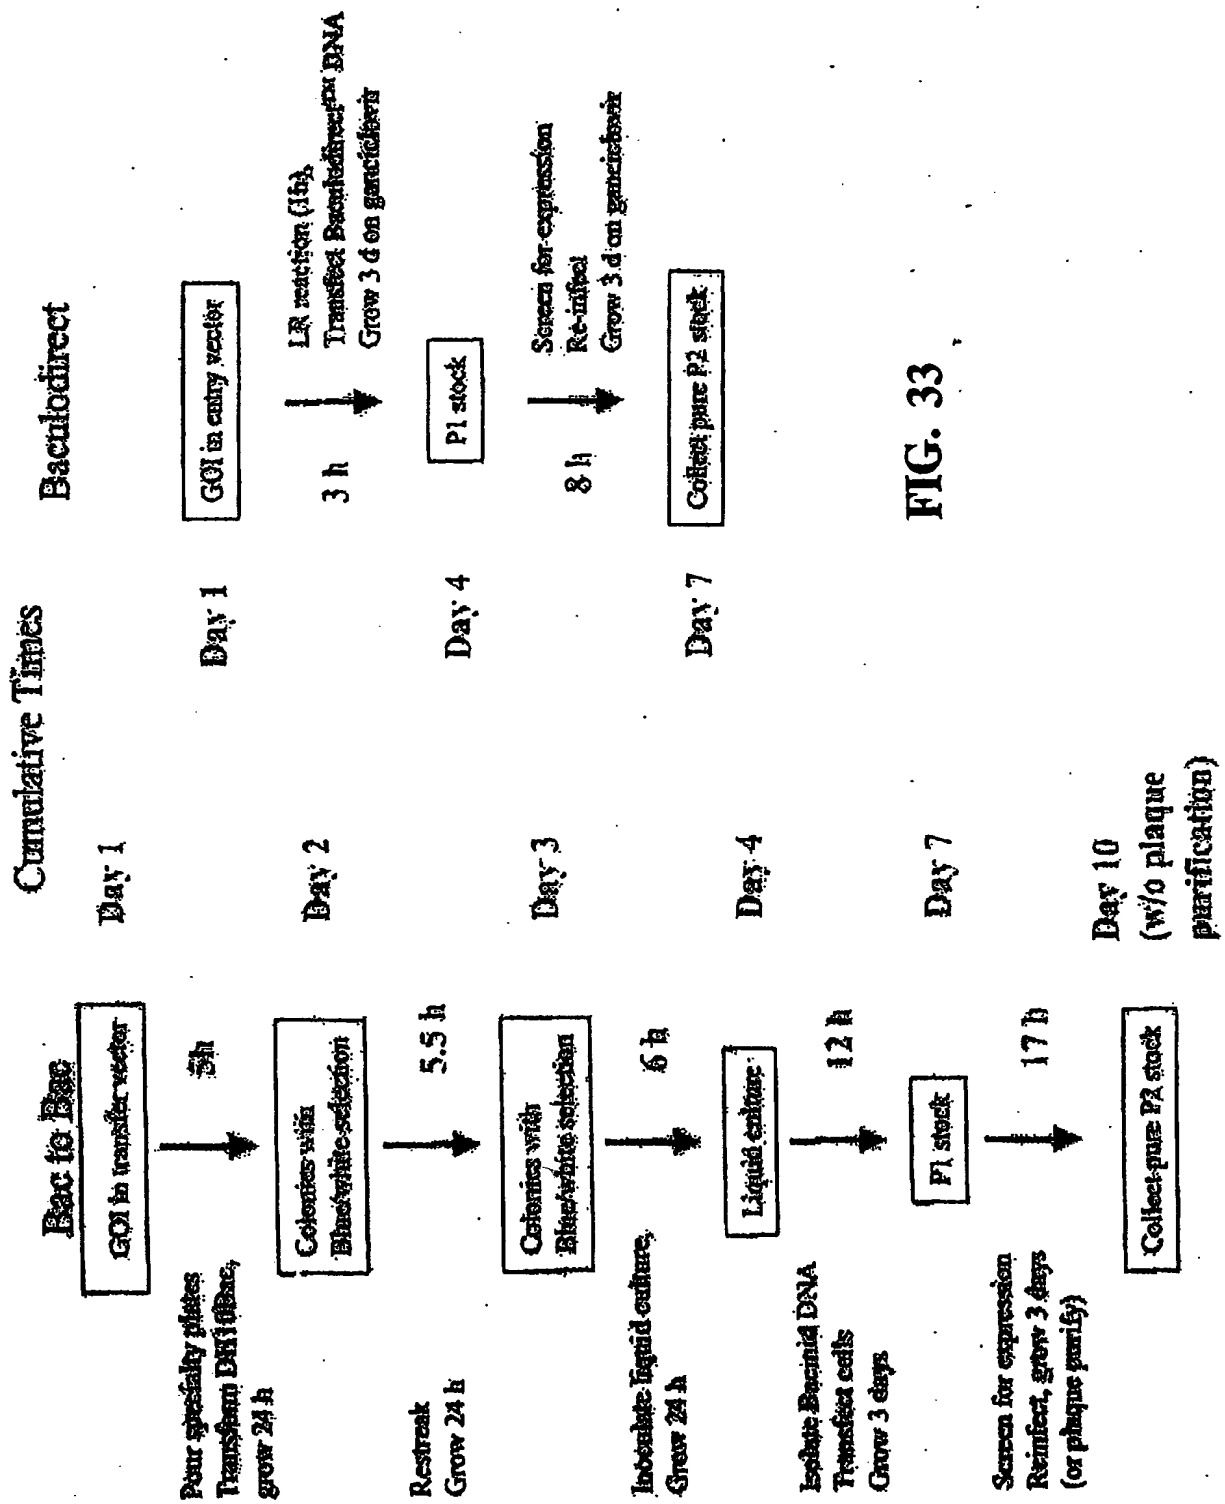 Cumulative Times
Bac to Bac
GOI in transfer vector
Pour specialty plates
Transform DH10Bac,
grow 24 h
5h
Colonies with
Blue/white selection
Restreak
Grow 24 h
5.5 h
Colonies with
Blue/white selection
Inoculate liquid culture,
Grow 24 h
6 h
Liquid culture
Isolate Bacmid DNA
Transfect cells
Grow 3 days
12 h
P1 stock
Screen for expression
Reinfect, grow 3 days
(or plaque purify)
17 h
Collect pure P2 stock
Day 1
Day 2
Day 3
Day 4
Day 7
Day 10
(w/o plaque
purification)
Baculodirect
Day 1
GOI in entry vector
3 h
LR reaction (1h),
Transfect Baculodirect™ DNA
Grow 3 d on ganciclovir
Day 4
P1 stock
8 h
Screen for expression
Re-infect
Grow 3 d on ganciclovir
Day 7
Collect pure P2 stock
FIG. 33